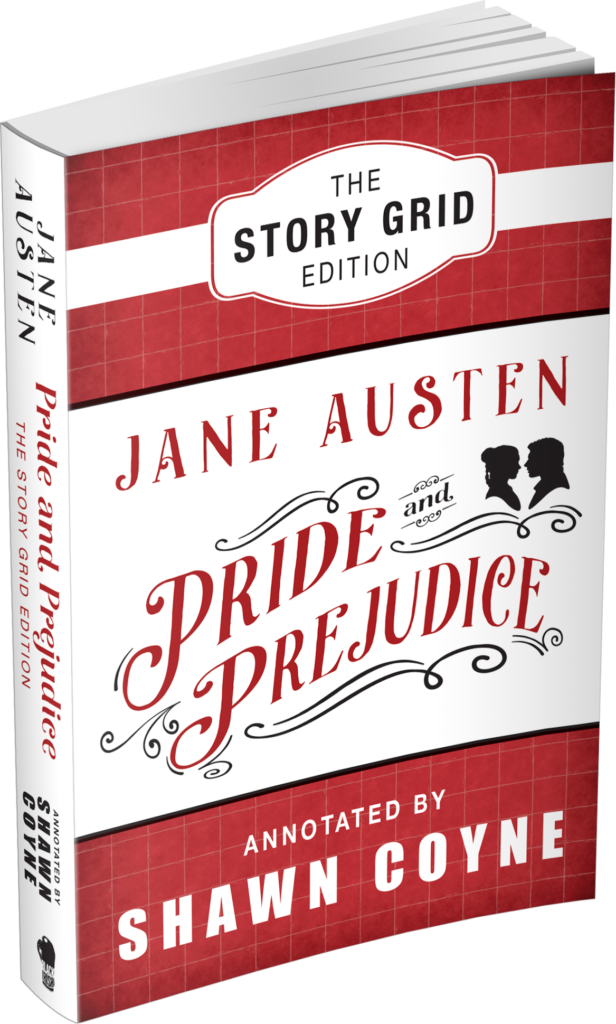 THE
STORY GRID
EDITION
JANE AUSTEN
PRIDE and
PREJUDICE
ANNOTATED BY
SHAWN COYNE
JANE
AUSTEN
Pride and Prejudice
THE STORY GRID EDITION
ANNOTATED BY
SHAWN
COYNE
BLACK